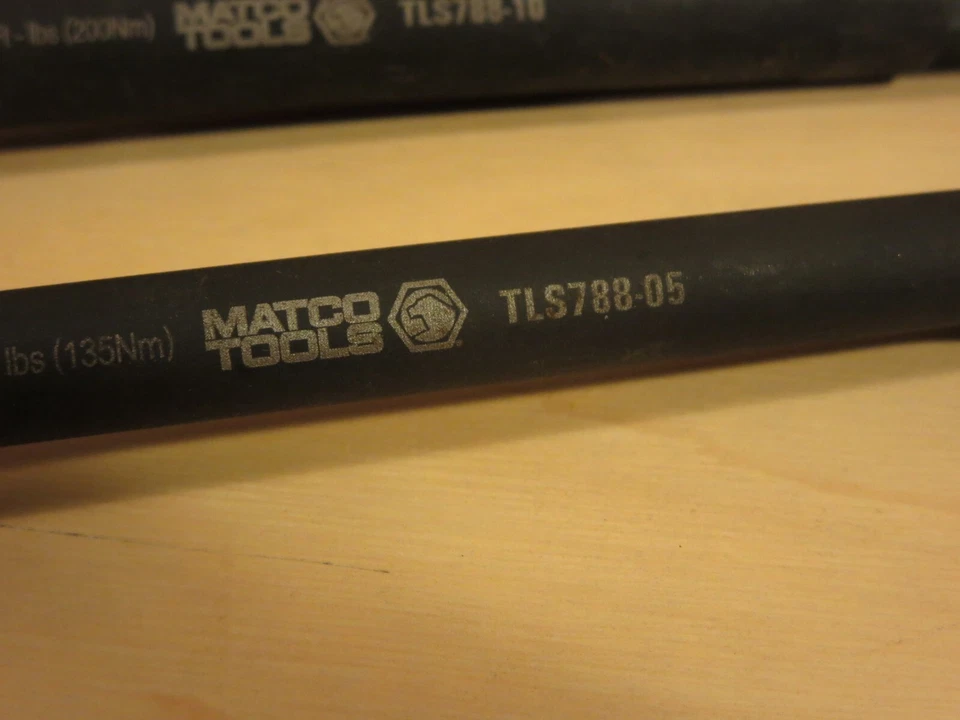 - lbs (200Nm) MATCO TOOLS TLS788-10
lbs (135Nm) MATCO TOOLS ® TLS788-05